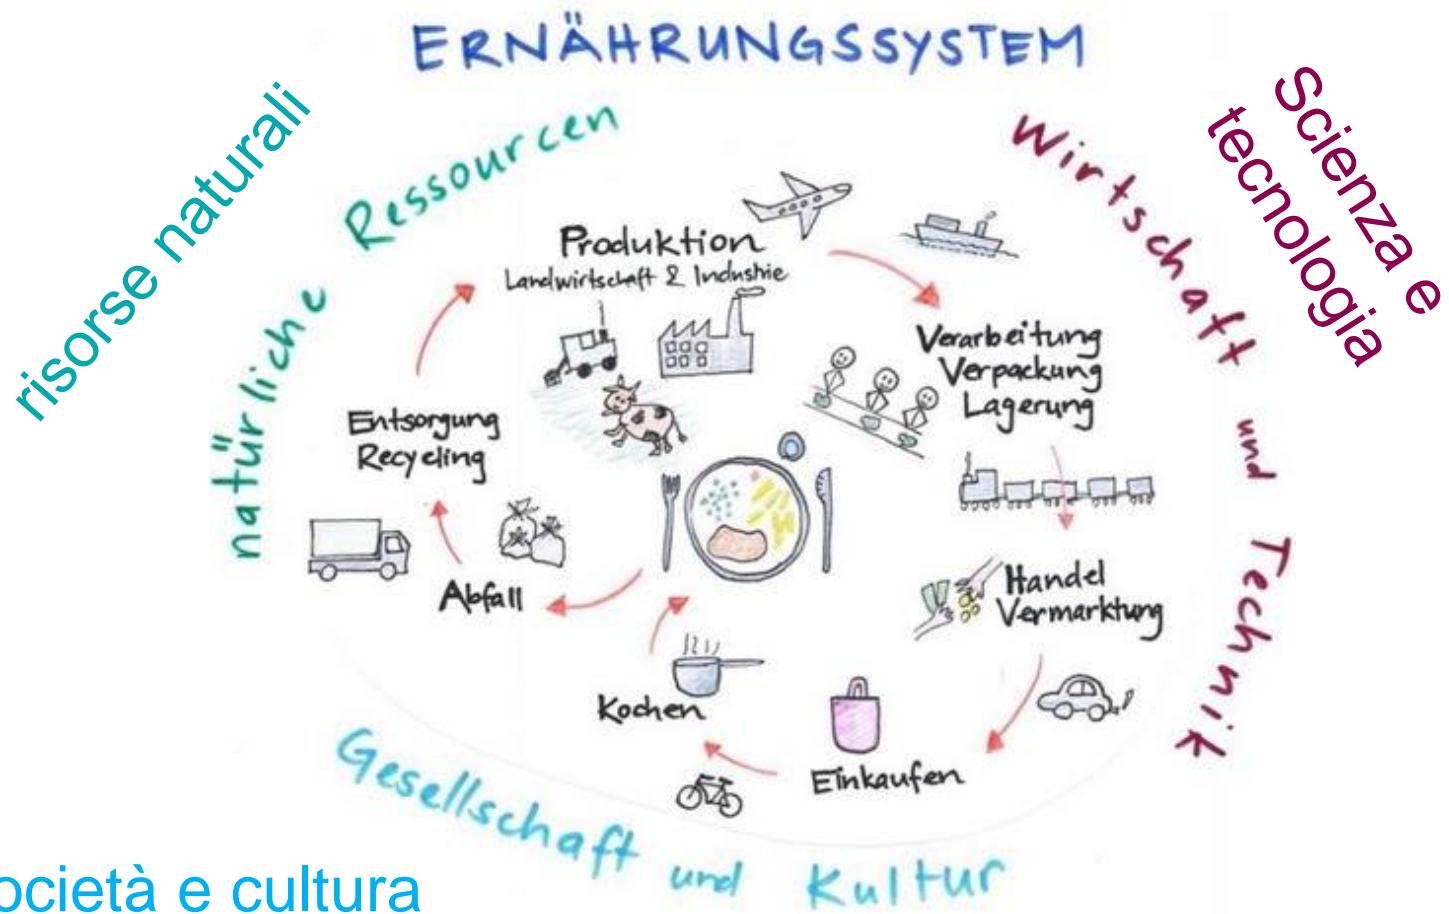 ERNÄHRUNGSSYSTEM
risorse naturali
natürliche Ressourcen
Wirtschaft und Technik
Scienza e
tecnologia
Produktion
Landwirtschaft & Industrie
Verarbeitung
Verpackung
Lagerung
Handel
Vermarktung
Einkaufen
Kochen
Abfall
Entsorgung
Recycling
Gesellschaft und Kultur
ocietà e cultura